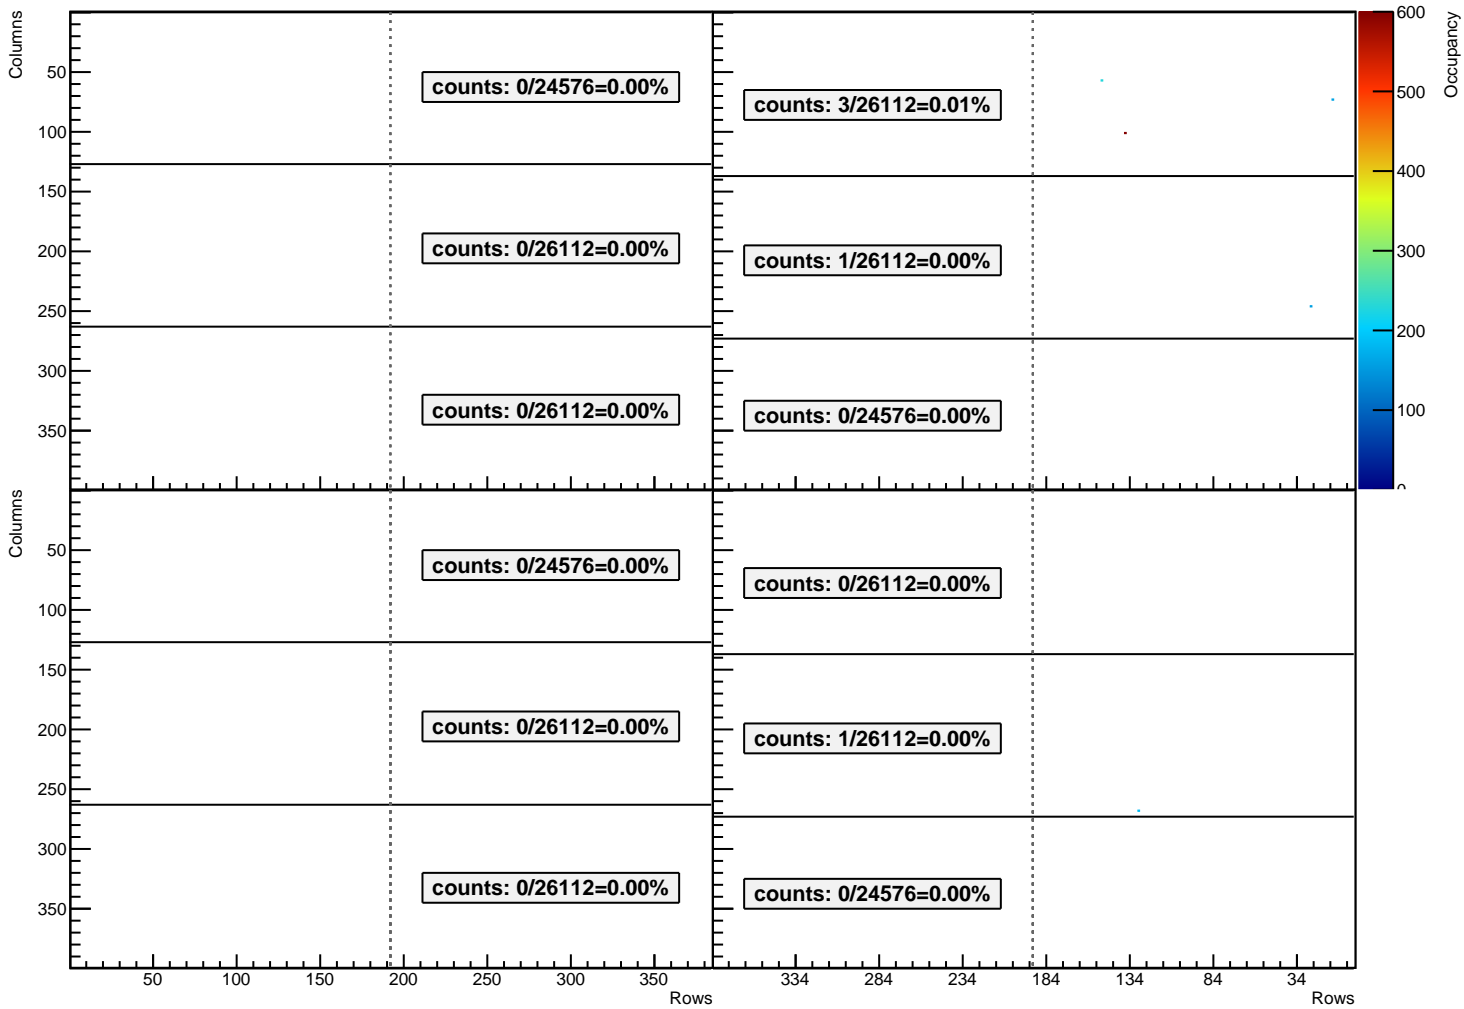 Columns
50
100
150
200
250
300
350
counts: 0/24576=0.00%
counts: 0/26112=0.00%
counts: 0/26112=0.00%
counts: 3/26112=0.01%
counts: 1/26112=0.00%
counts: 0/24576=0.00%
600
500
400
300
200
100
0
Occupancy
Columns
50
100
150
200
250
300
350
counts: 0/24576=0.00%
counts: 0/26112=0.00%
counts: 0/26112=0.00%
counts: 0/26112=0.00%
counts: 1/26112=0.00%
counts: 0/24576=0.00%
50 100 150 200 250 300 350
Rows
334 284 234 184 134 84 34
Rows